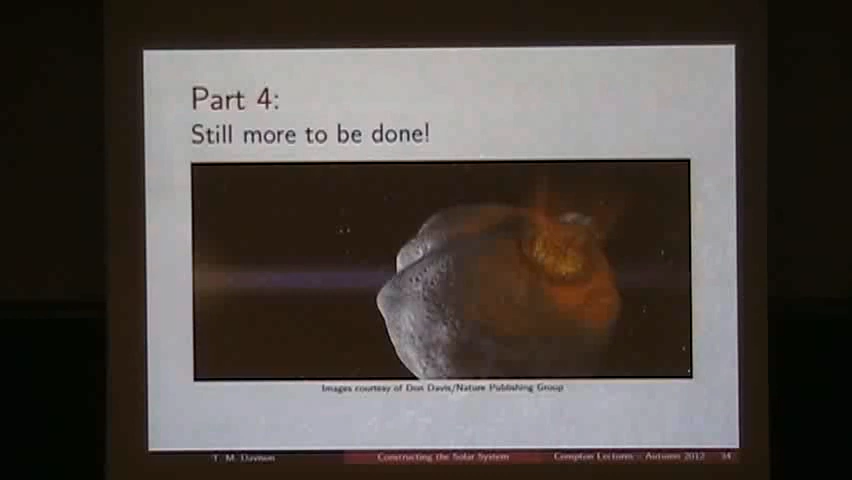 Part 4:
Still more to be done!
Images courtesy of Don Davis/Nature Publishing Group
T. M. Davison Constructing the Solar System Compton Lectures – Autumn 2012 34